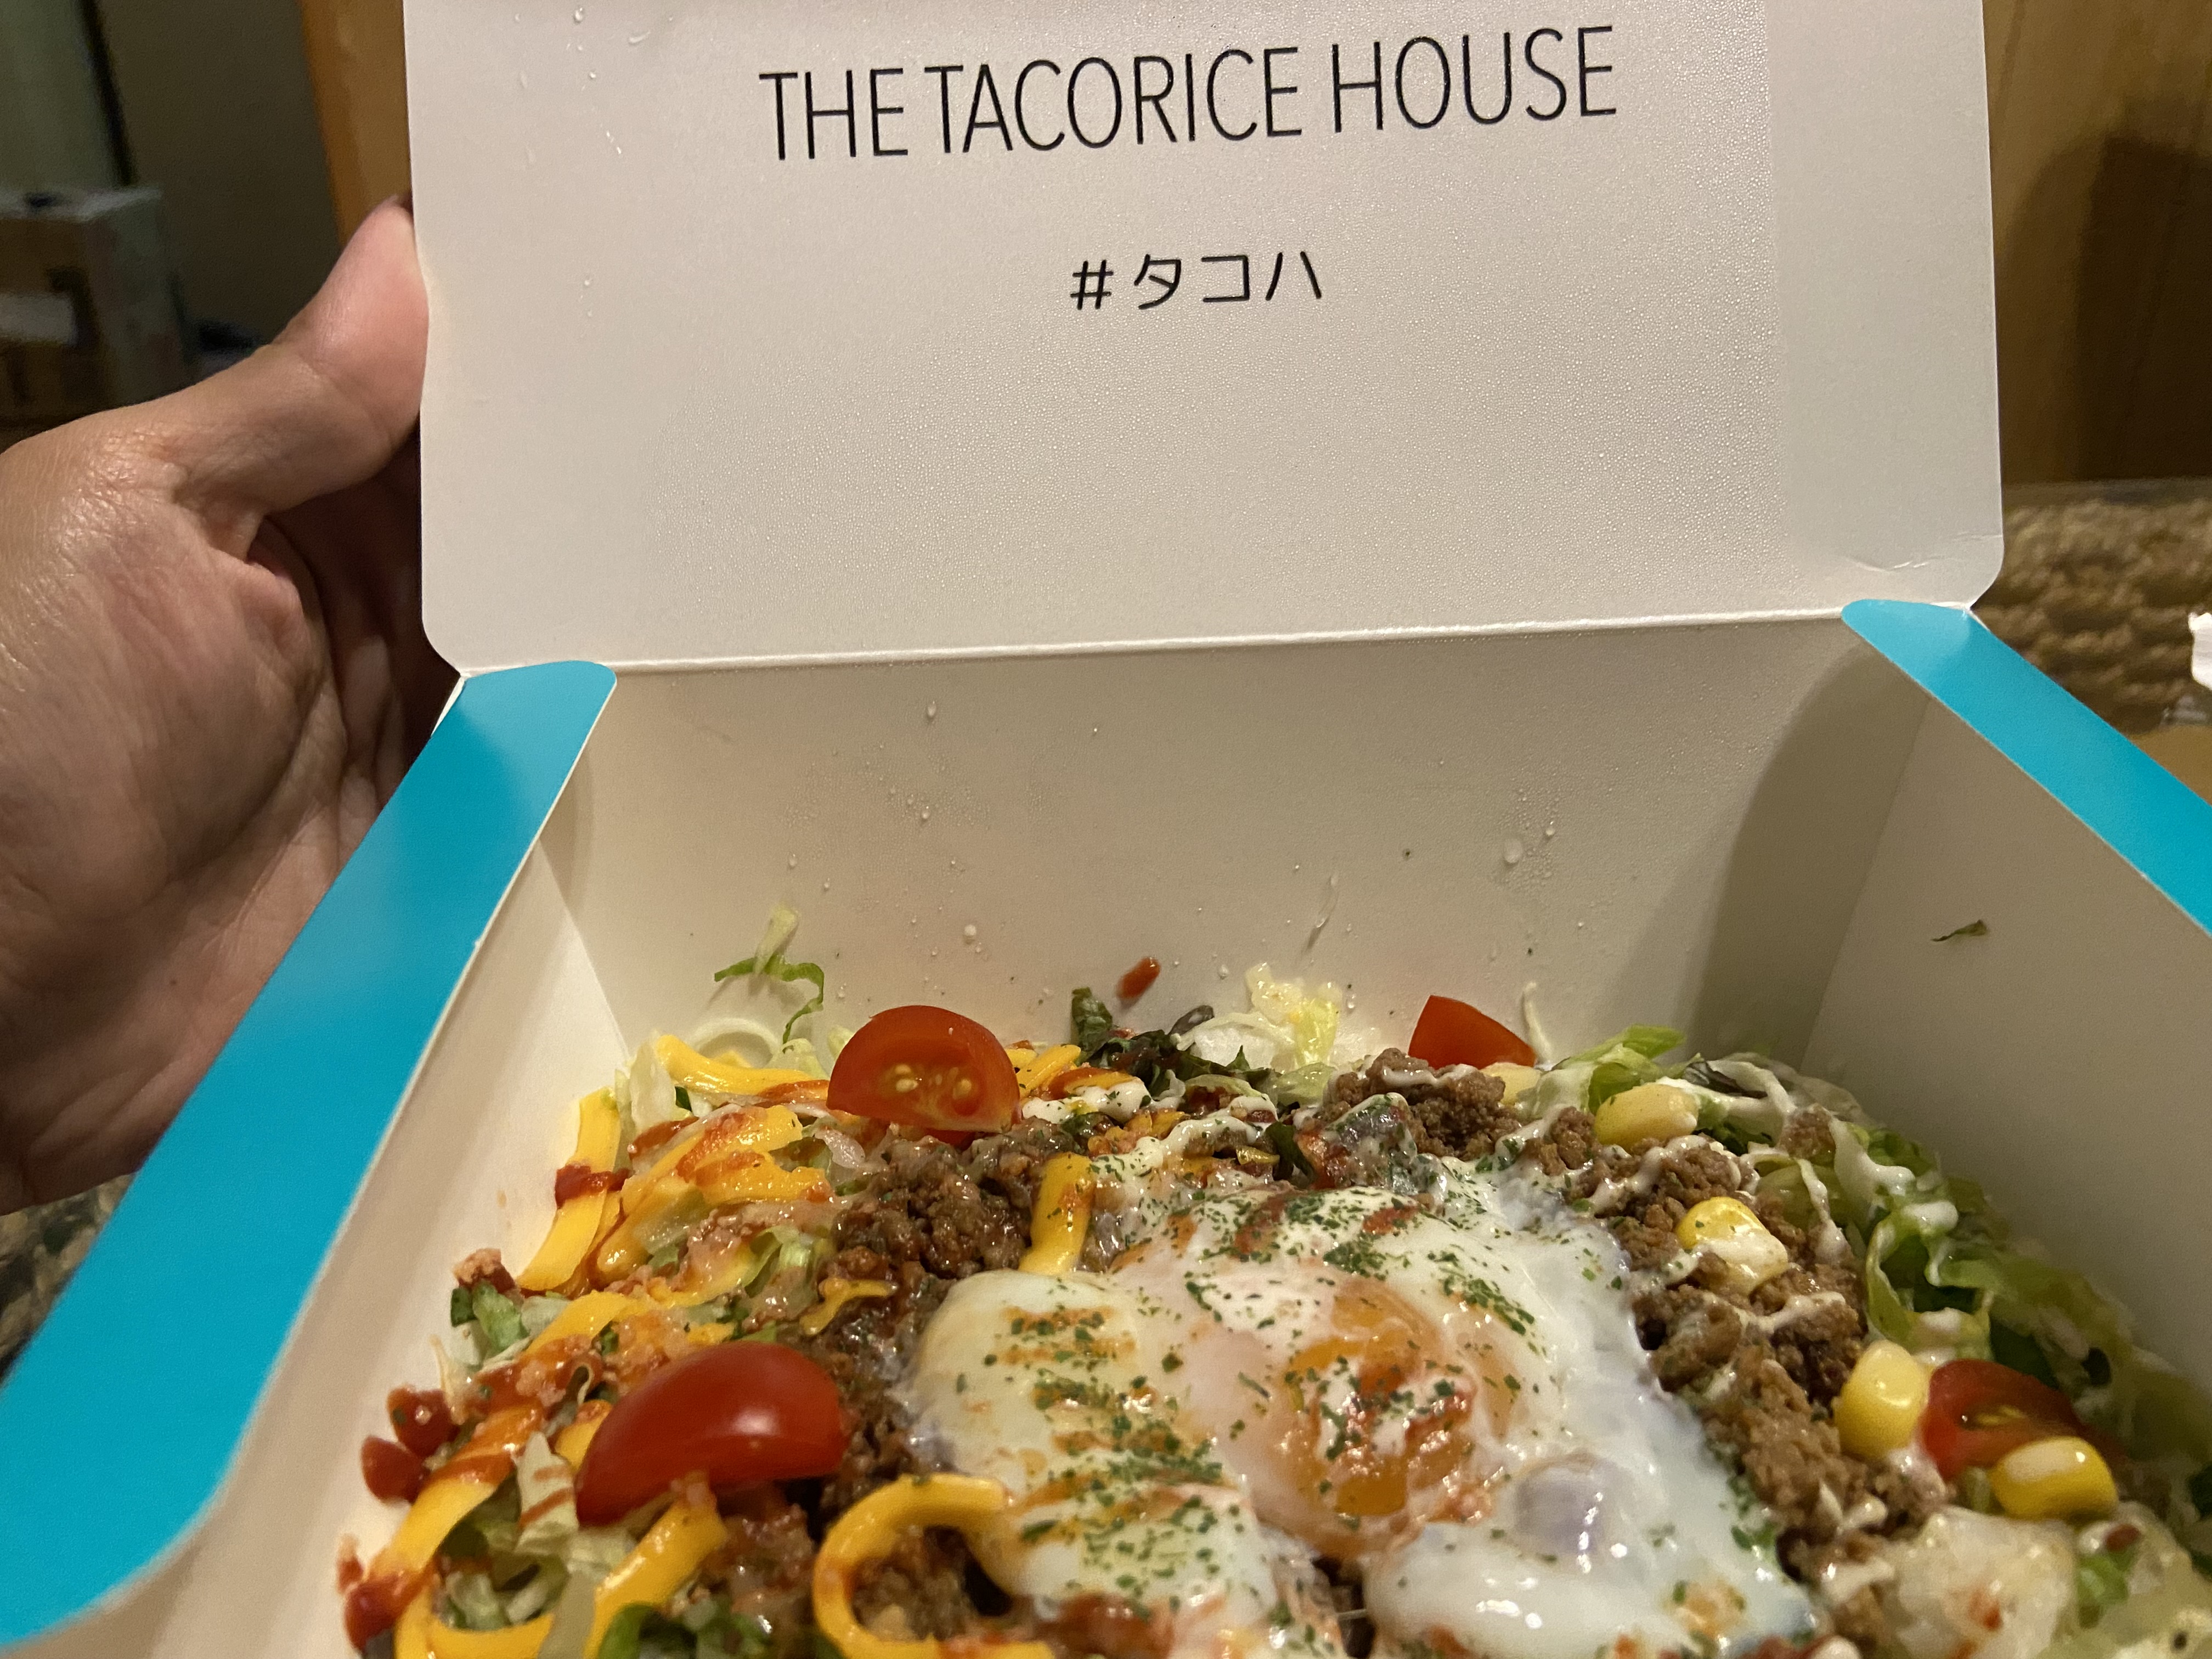 THE TACORICE HOUSE
#タコハ